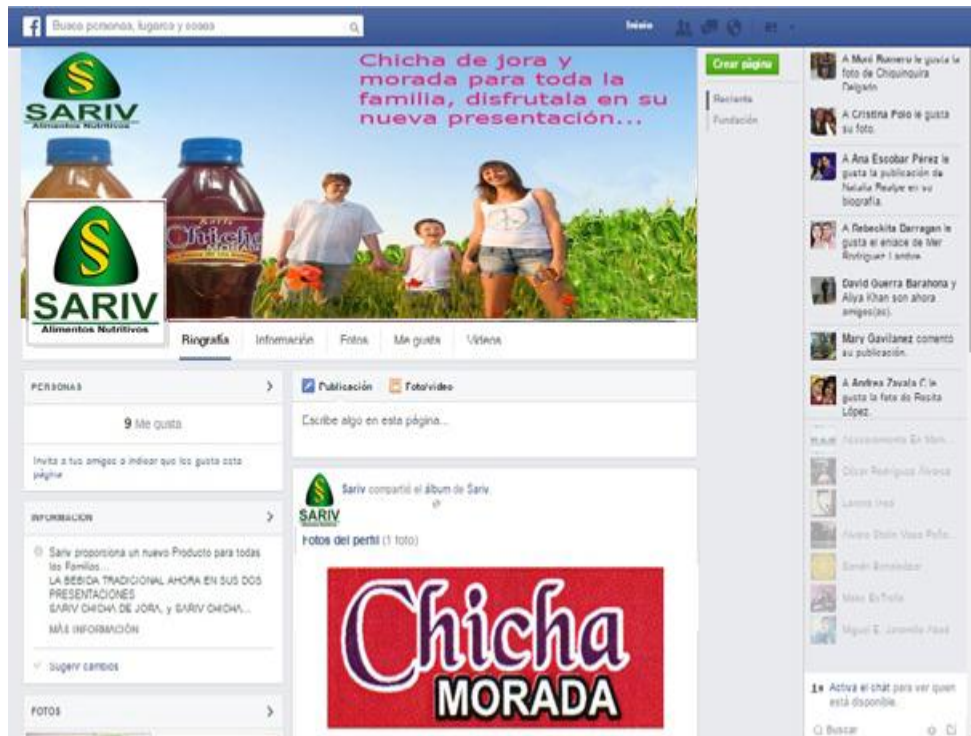 f Busca personas, lugares y cosas
Inicio
Chicha de jora y
morada para toda la
familia, disfrutala en su
nueva presentación...
SARIV
Alimentos Nutritivos
Chicha
MORADA
SARIV
Alimentos Nutritivos
Biografía Información Fotos Me gusta Videos
PERSONAS
9 Me gusta
Invita a tus amigos a indicar que les gusta esta
página
INFORMACIÓN
Sariv proporciona un nuevo Producto para todas
las Familias...
LA BEBIDA TRADICIONAL AHORA EN SUS DOS
PRESENTACIONES
SARIV CHICHA DE JORA, y SARIV CHICHA...
MÁS INFORMACIÓN
Sugerir cambios
FOTOS
Publicación Foto/video
Escribe algo en esta página...
SARIV
Sariv compartió el álbum de Sariv
Fotos del perfil (1 foto)
Chicha
MORADA
Crear página
Reciente
Fundación
A Muni Romero le gusta la
foto de Chiquinquira
Delgado.
A Cristina Polo le gusta
su foto.
A Ana Escobar Pérez le
gusta la publicación de
Natalia Realpe en su
biografía.
A Rebeckita Barragan le
gusta el enlace de Mer
Rodriguez
David Guerra Barahona y
Aliya Khan son ahora
amigos(as).
Mary Gavilanez comentó
su publicación.
A Andrea Zavala C le
gusta la foto de Rosita
López.
Activa el chat para ver quien
está disponible.
Buscar